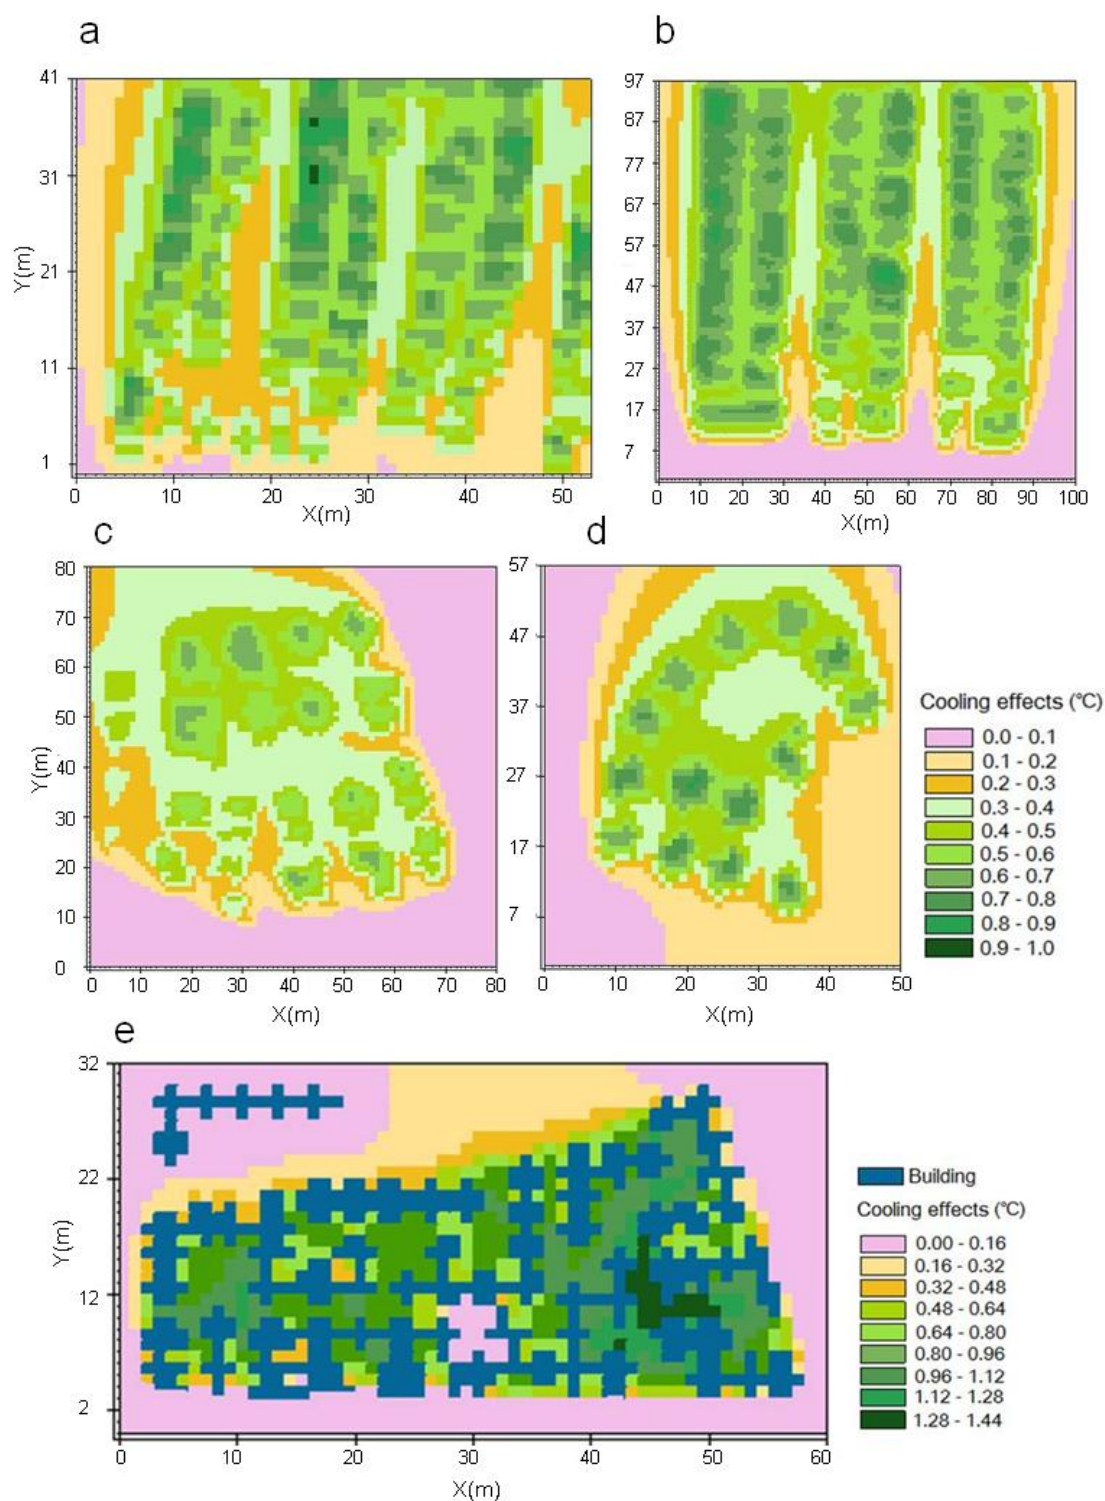 a
b
41
31
21
11
1
Y(m)
0 10 20 30 40 50
X(m)
97
87
77
67
57
47
37
27
17
7
0 10 20 30 40 50 60 70 80 90 100
X(m)
c
d
80
70
60
50
40
30
20
10
0
Y(m)
0 10 20 30 40 50 60 70 80
X(m)
57
47
37
27
17
7
0 10 20 30 40 50
X(m)
Cooling effects (°C)
0.0 - 0.1
0.1 - 0.2
0.2 - 0.3
0.3 - 0.4
0.4 - 0.5
0.5 - 0.6
0.6 - 0.7
0.7 - 0.8
0.8 - 0.9
0.9 - 1.0
e
32
22
12
2
Y(m)
0 10 20 30 40 50 60
X(m)
Building
Cooling effects (°C)
0.00 - 0.16
0.16 - 0.32
0.32 - 0.48
0.48 - 0.64
0.64 - 0.80
0.80 - 0.96
0.96 - 1.12
1.12 - 1.28
1.28 - 1.44